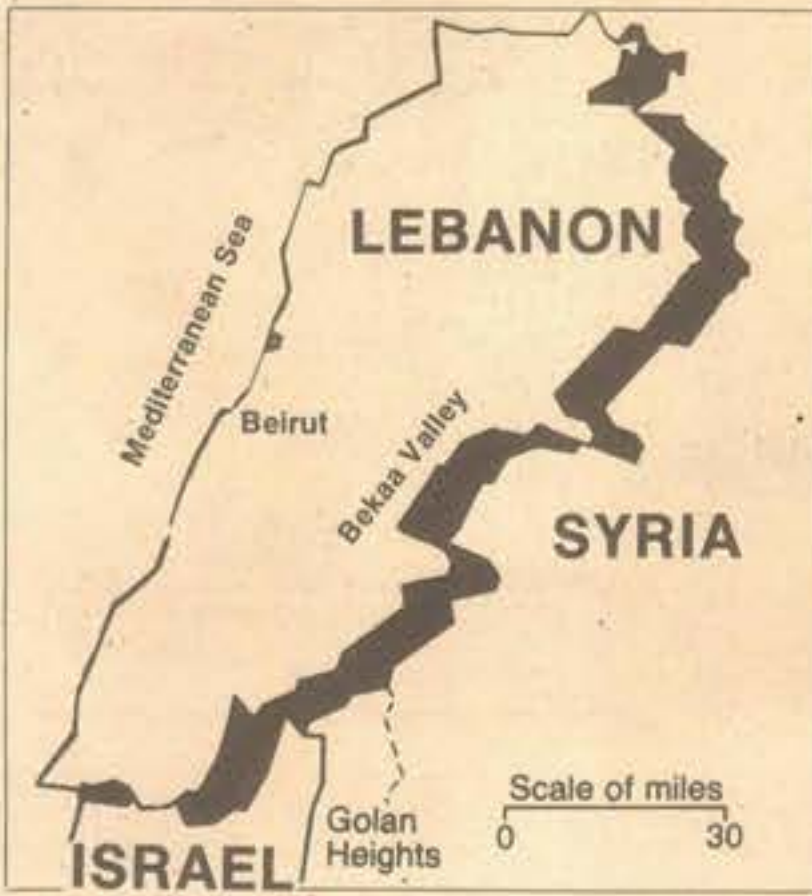 LEBANON
Mediterranean Sea
Beirut
Bekaa Valley
SYRIA
Scale of miles
0 30
Golan
Heights
ISRAEL